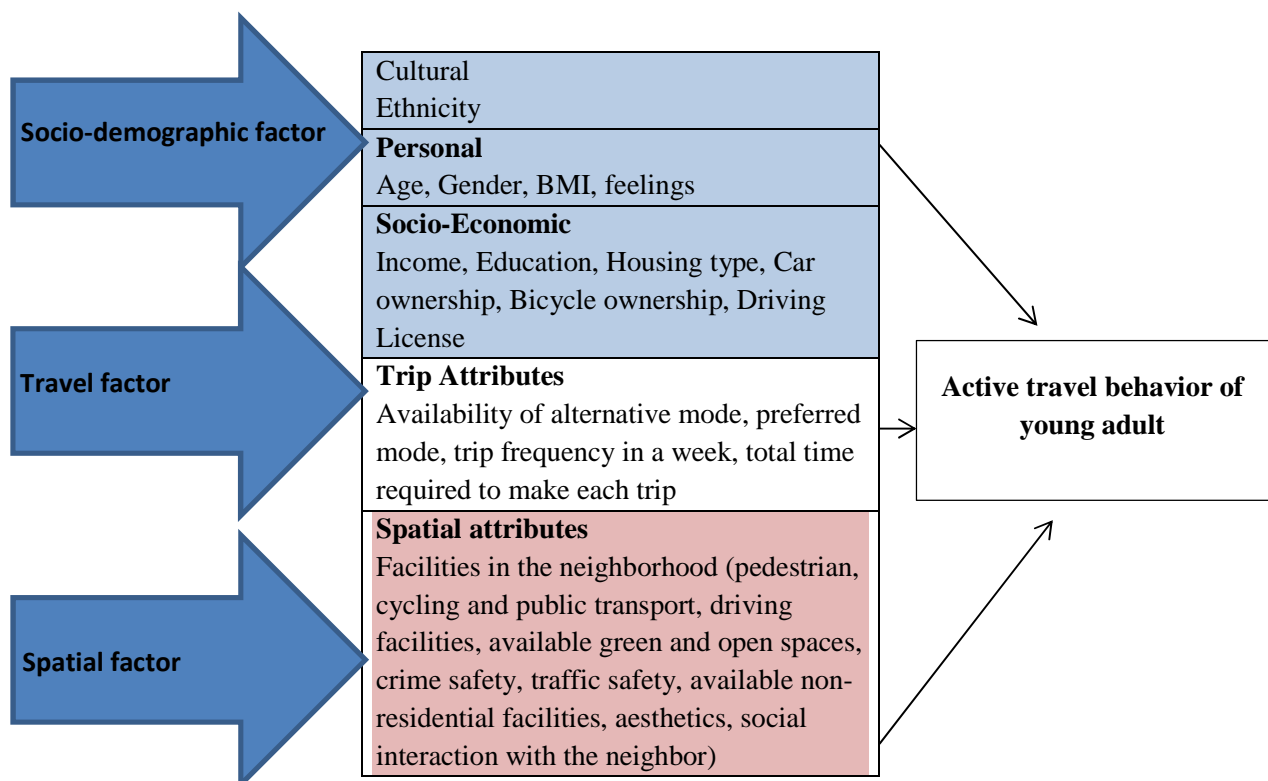 Socio-demographic factor
Cultural
Ethnicity
Personal
Age, Gender, BMI, feelings
Socio-Economic
Income, Education, Housing type, Car
ownership, Bicycle ownership, Driving
License
Travel factor
Trip Attributes
Availability of alternative mode, preferred
mode, trip frequency in a week, total time
required to make each trip
Spatial factor
Spatial attributes
Facilities in the neighborhood (pedestrian,
cycling and public transport, driving
facilities, available green and open spaces,
crime safety, traffic safety, available non-
residential facilities, aesthetics, social
interaction with the neighbor)
Active travel behavior of
young adult